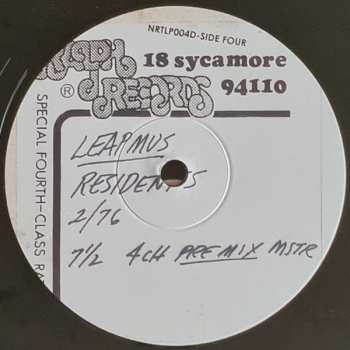 NRTLP004D-SIDE FOUR
RALPH 18 sycamore
® RECORDS 94110
SPECIAL FOURTH-CLASS
LEAPMUS
RESIDENTS
2/76
7½ 4CH PREMIX MSTR